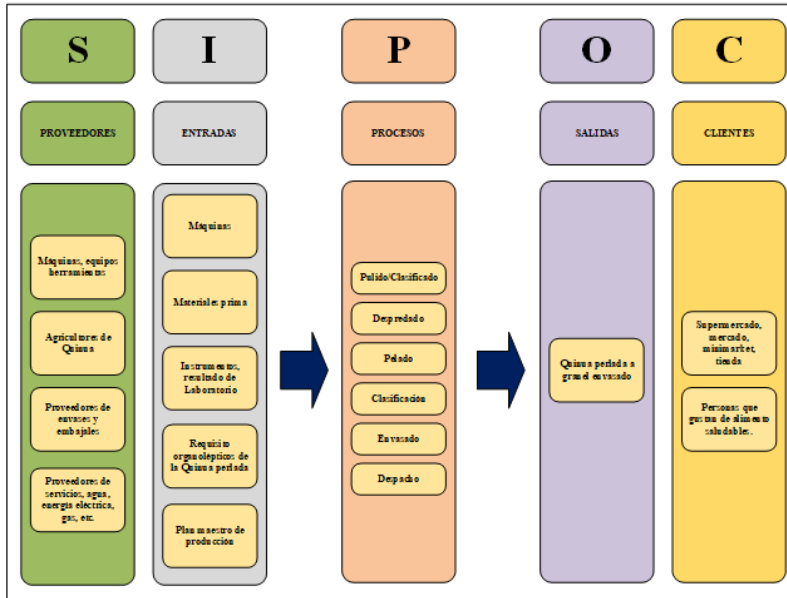 S
I
P
O
C
PROVEEDORES
ENTRADAS
PROCESOS
SALIDAS
CLIENTES
Máquinas, equipos
herramientas
Agricultores de
Quinua
Proveedores de
envases y
embajales
Proveedores de
servicios, agua,
energía eléctrica,
gas, etc.
Máquinas
Materiales prima
Instrumentos,
resultado de
Laboratorio
Requisito
organolépticos de
la Quinua perlada
Plan maestro de
producción
Pulido/Clasificado
Despredado
Pelado
Clasificación
Envasado
Despacho
Quinua perlada a
granel envasado
Supermercado,
mercado,
minimarket,
tienda
Personas que
gustan de alimento
saludables.